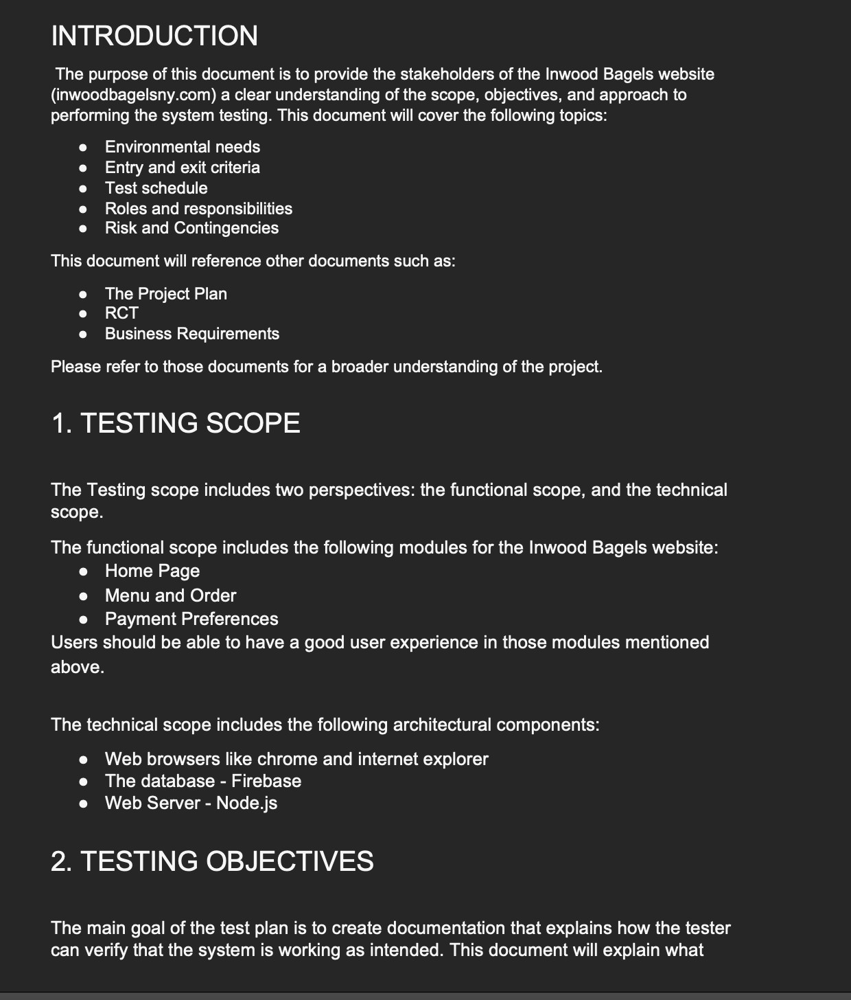 INTRODUCTION
The purpose of this document is to provide the stakeholders of the Inwood Bagels website
(inwoodbagelsny.com) a clear understanding of the scope, objectives, and approach to
performing the system testing. This document will cover the following topics:
● Environmental needs
● Entry and exit criteria
● Test schedule
● Roles and responsibilities
● Risk and Contingencies
This document will reference other documents such as:
● The Project Plan
● RCT
● Business Requirements
Please refer to those documents for a broader understanding of the project.
1. TESTING SCOPE
The Testing scope includes two perspectives: the functional scope, and the technical
scope.
The functional scope includes the following modules for the Inwood Bagels website:
● Home Page
● Menu and Order
● Payment Preferences
Users should be able to have a good user experience in those modules mentioned
above.
The technical scope includes the following architectural components:
● Web browsers like chrome and internet explorer
● The database - Firebase
● Web Server - Node.js
2. TESTING OBJECTIVES
The main goal of the test plan is to create documentation that explains how the tester
can verify that the system is working as intended. This document will explain what